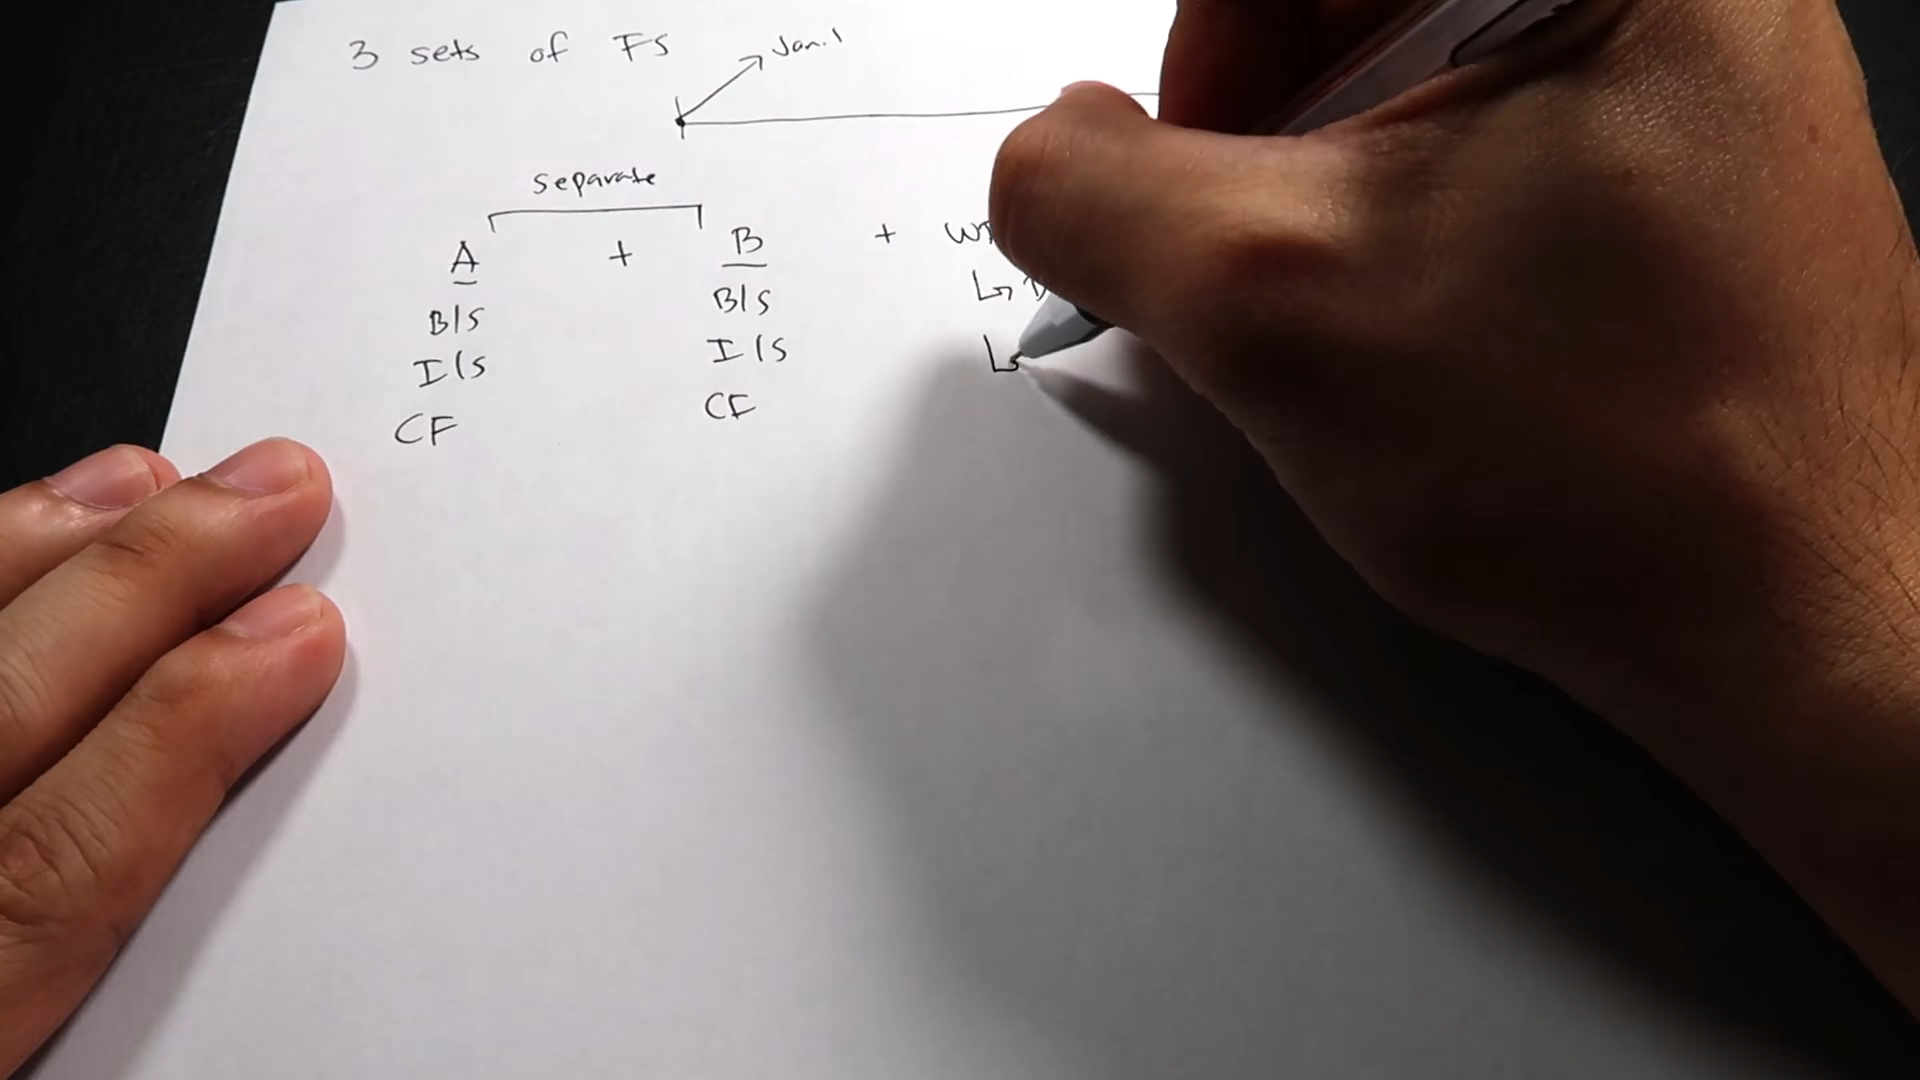 3 sets of FS
Jan. 1
separate
A + B +
B/S B/S
I/S I/S
CF CF